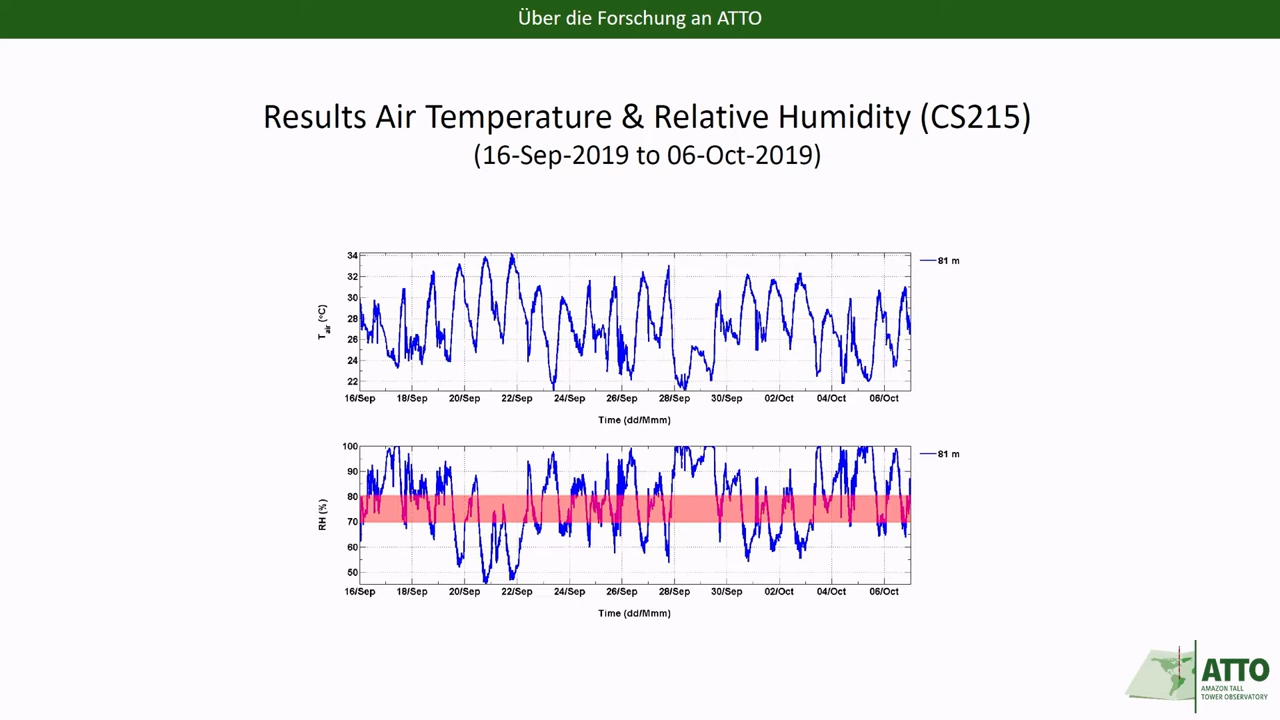 Über die Forschung an ATTO
Results Air Temperature & Relative Humidity (CS215)
(16-Sep-2019 to 06-Oct-2019)
34
32
30
28
26
24
22
T air (°C)
81 m
16/Sep 18/Sep 20/Sep 22/Sep 24/Sep 26/Sep 28/Sep 30/Sep 02/Oct 04/Oct 06/Oct
Time (dd/Mmm)
100
90
80
70
60
50
RH (%)
81 m
16/Sep 18/Sep 20/Sep 22/Sep 24/Sep 26/Sep 28/Sep 30/Sep 02/Oct 04/Oct 06/Oct
Time (dd/Mmm)
ATTO
AMAZON TALL
TOWER OBSERVATORY